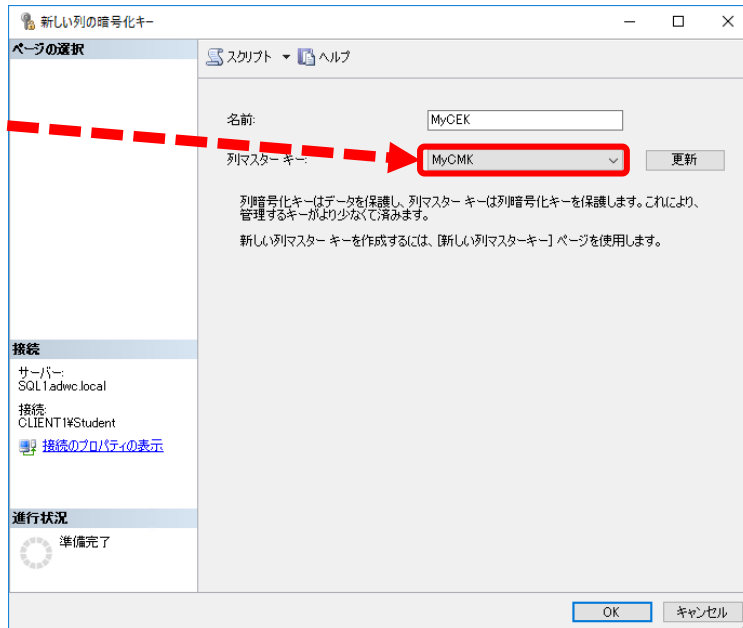 新しい列の暗号化キー
ページの選択
スクリプト ヘルプ
名前: MyCEK
列マスター キー: MyCMK 更新
列暗号化キーはデータを保護し、列マスター キーは列暗号化キーを保護します。これにより、
管理するキーがより少なくて済みます。
新しい列マスター キーを作成するには、[新しい列マスターキー] ページを使用します。
接続
サーバー:
SQL1.adwc.local
接続:
CLIENT1¥Student
接続のプロパティの表示
進行状況
準備完了
OK キャンセル